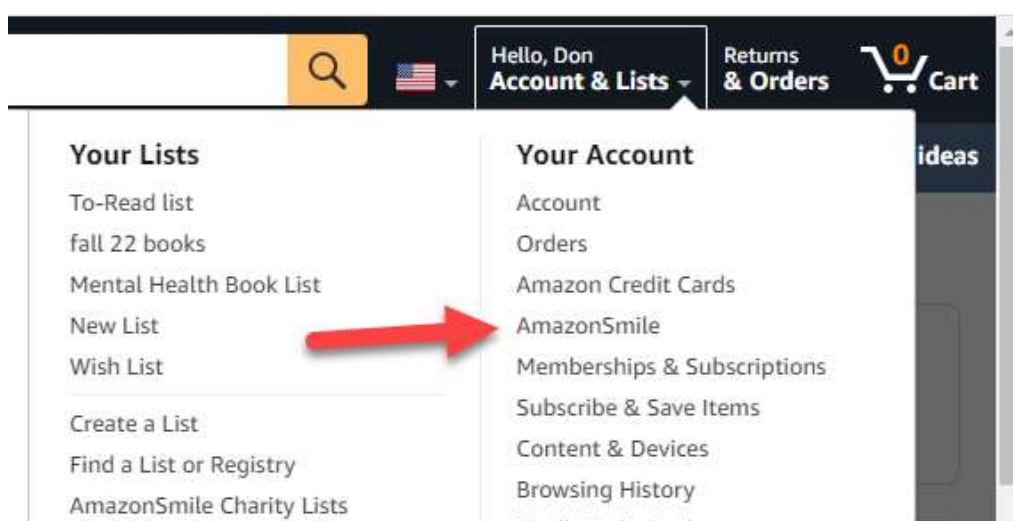 Hello, Don
Account & Lists
Returns
& Orders
0
Cart
ideas
Your Lists
To-Read list
fall 22 books
Mental Health Book List
New List
Wish List
Create a List
Find a List or Registry
AmazonSmile Charity Lists
Your Account
Account
Orders
Amazon Credit Cards
AmazonSmile
Memberships & Subscriptions
Subscribe & Save Items
Content & Devices
Browsing History